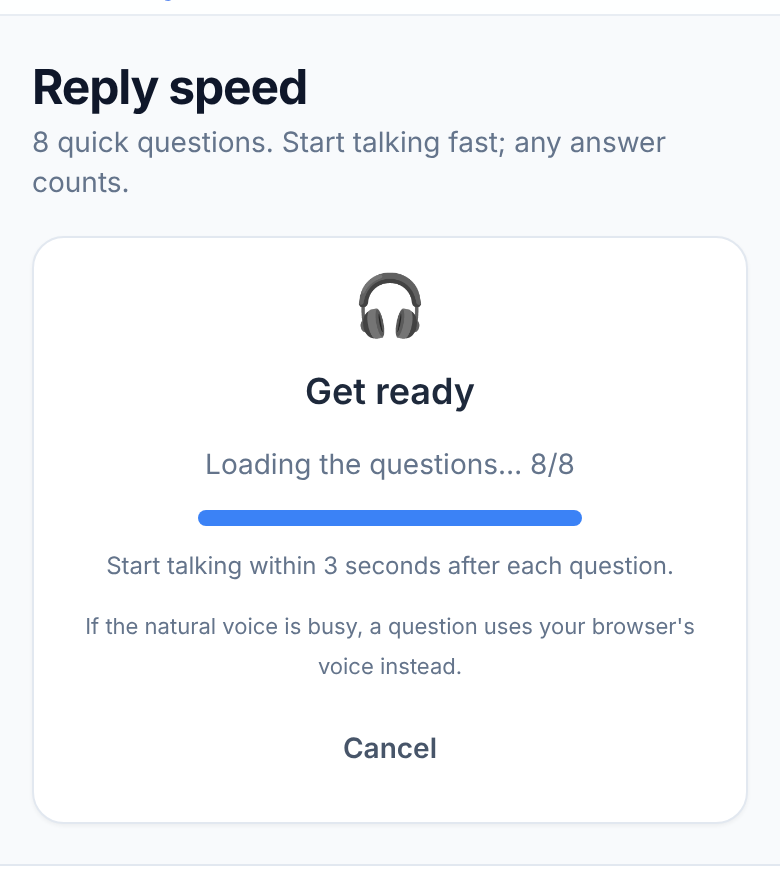 Reply speed
8 quick questions. Start talking fast; any answer
counts.
Get ready
Loading the questions... 8/8
Start talking within 3 seconds after each question.
If the natural voice is busy, a question uses your browser's
voice instead.
Cancel